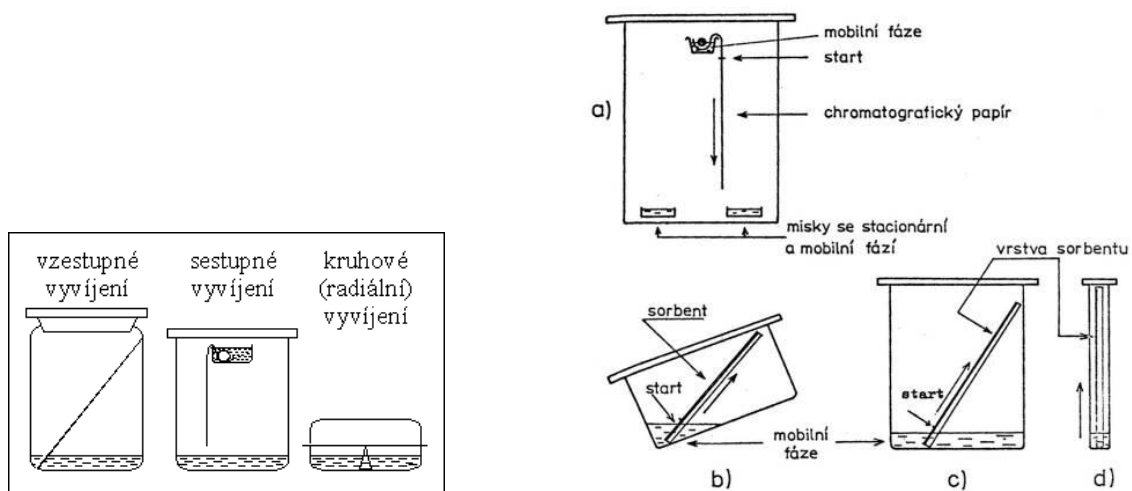 vzestupné
vyvíjení
sestupné
vyvíjení
kruhové
(radiální)
vyvíjení
a)
mobilní fáze
start
chromatografický papír
misky se stacionární
a mobilní fází
sorbent
start
b)
mobilní
fáze
vrstva sorbentu
start
c)
d)